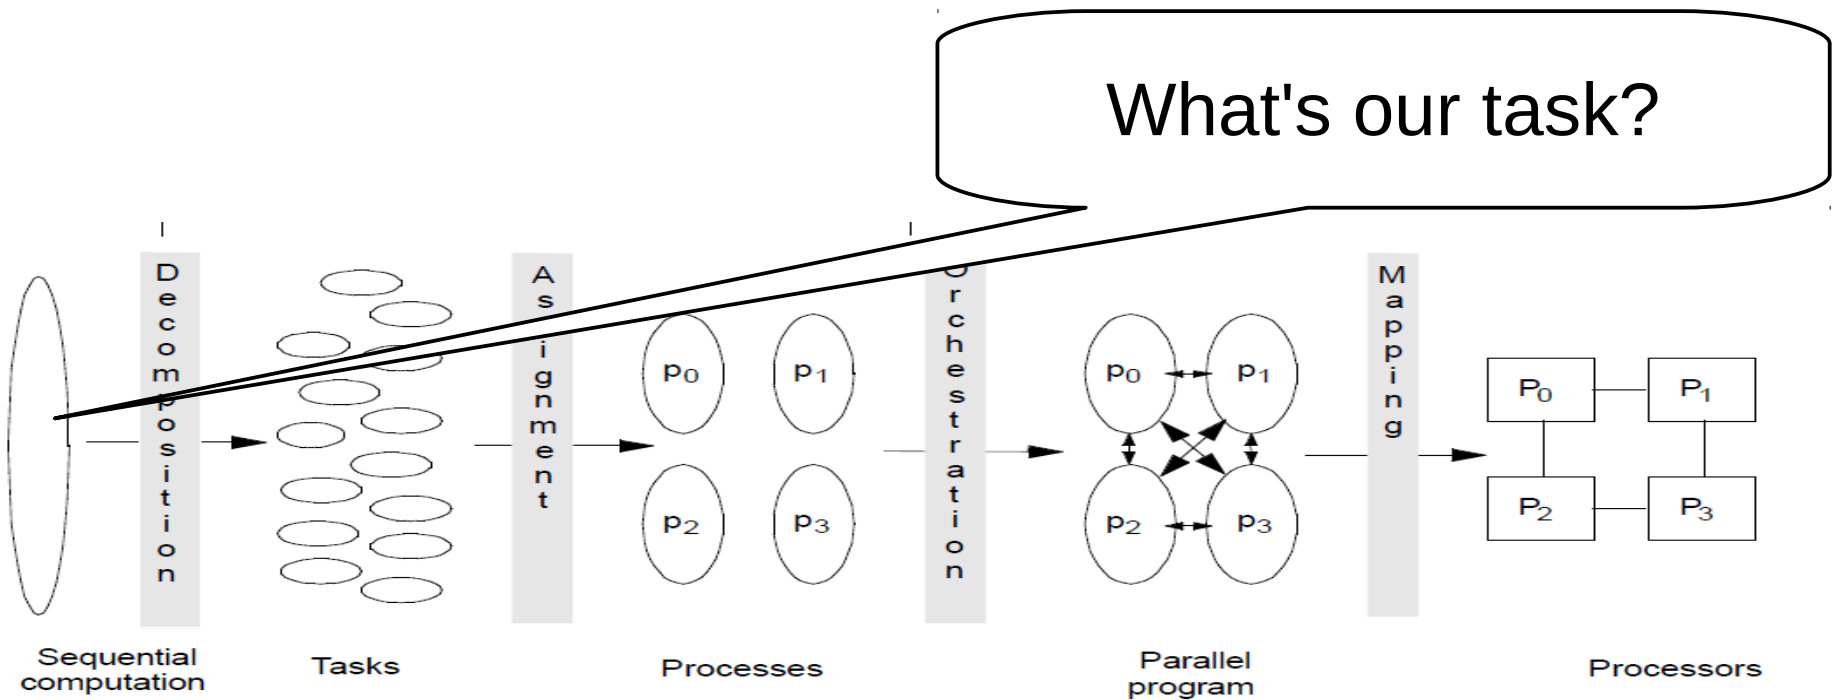 What's our task?
Decomposition
Assignment
Orchestration
Mapping
p0
p1
p2
p3
p0
p1
p2
p3
P0
P1
P2
P3
Sequential
computation
Tasks
Processes
Parallel
program
Processors